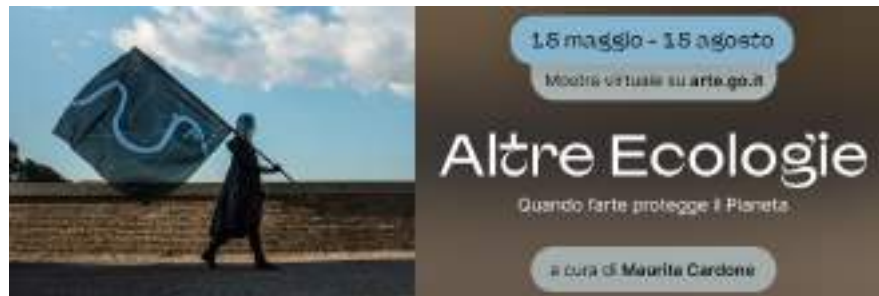 15 maggio - 15 agosto
Mostra virtuale su arte.go.it
Altre Ecologie
Quando l'arte protegge il Pianeta
a cura di Maurita Cardone